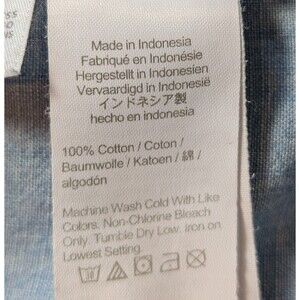 Made in Indonesia
Fabriqué en Indonésie
Hergestellt in Indonesien
Vervaardigd in Indonesië
インドネシア製
hecho en indonesia
100% Cotton / Coton /
Baumwolle / Katoen / 綿 /
algodón
Machine Wash Cold With Like
Colors. Non-Chlorine Bleach
Only. Tumble Dry Low. iron on
Lowest Setting.